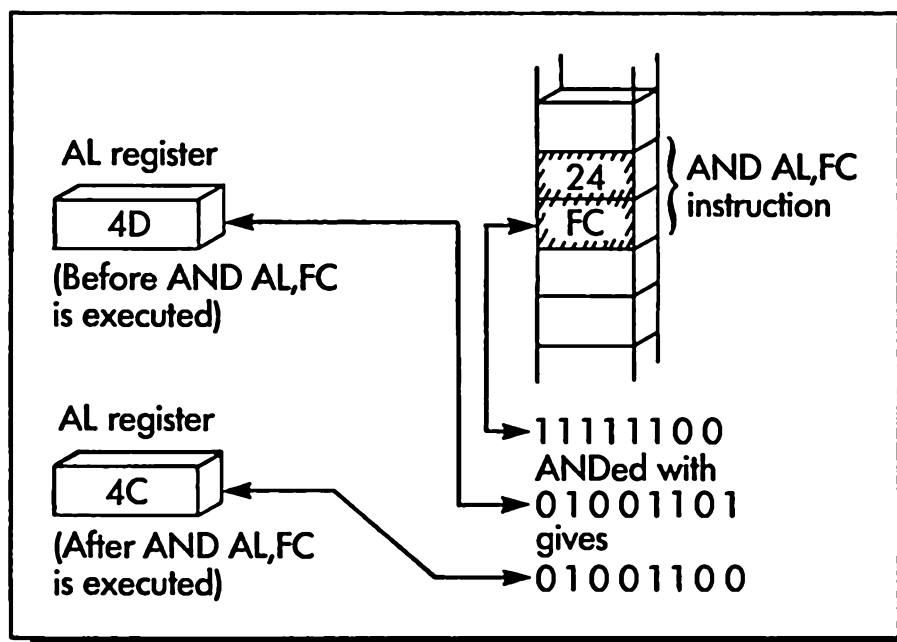 AL register
4D
(Before AND AL,FC
is executed)
24
FC
AND AL,FC
instruction
AL register
4C
(After AND AL,FC
is executed)
11111100
ANDed with
01001101
gives
01001100